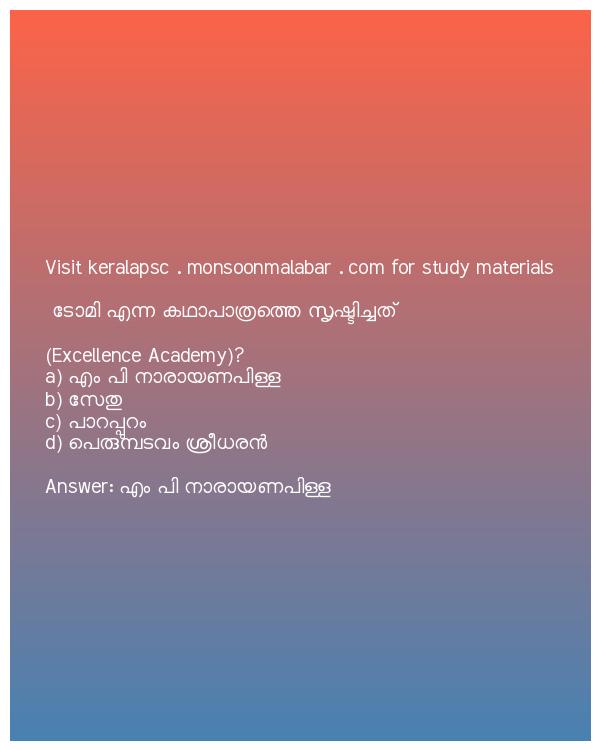 Visit keralapsc . monsoonmalabar . com for study materials
ടോമി എന്ന കഥാപാത്രത്തെ സൃഷ്ടിച്ചത്
(Excellence Academy)?
a) എം പി നാരായണപിള്ള
b) സേതു
c) പാറപ്പുറം
d) പെരുമ്പടവം ശ്രീധരൻ
Answer: എം പി നാരായണപിള്ള